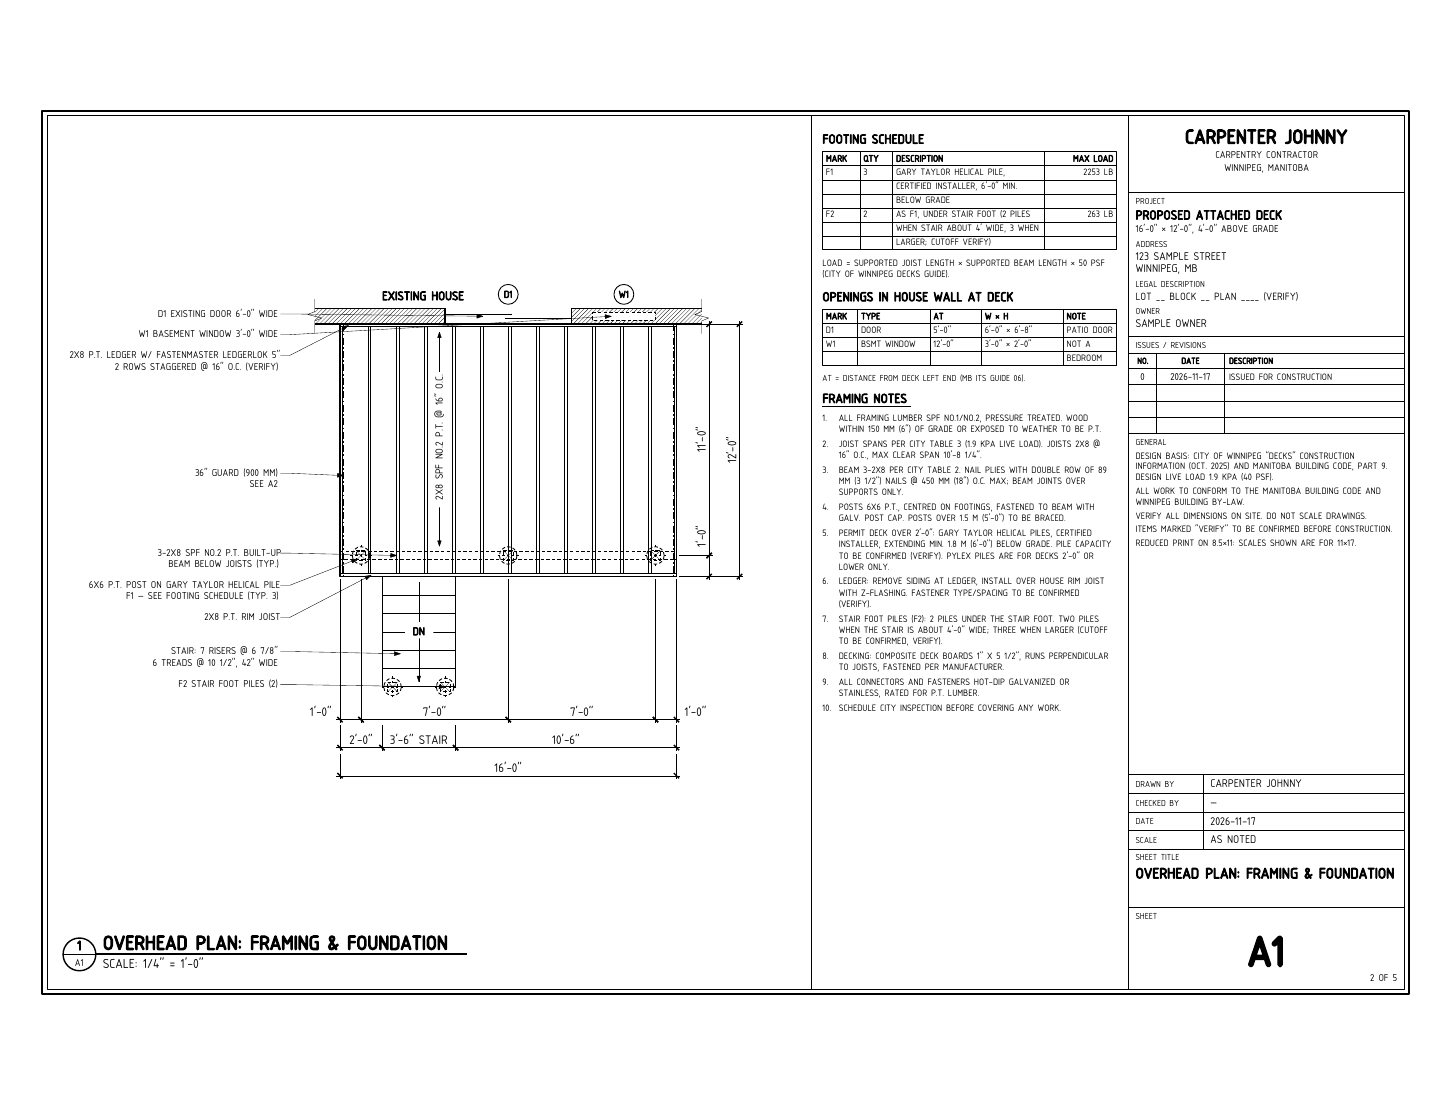 EXISTING HOUSE
D1
W1
D1 EXISTING DOOR 6'-0" WIDE
W1 BASEMENT WINDOW 3'-0" WIDE
2X8 P.T. LEDGER W/ FASTENMASTER LEDGERLOK 5"
2 ROWS STAGGERED @ 16" O.C. (VERIFY)
2X8 SPF NO.2 P.T. @ 16" O.C.
11'-0"
12'-0"
36" GUARD (900 MM)
SEE A2
1'-0"
3-2X8 SPF NO.2 P.T. BUILT-UP
BEAM BELOW JOISTS (TYP.)
6X6 P.T. POST ON GARY TAYLOR HELICAL PILE
F1 – SEE FOOTING SCHEDULE (TYP. 3)
2X8 P.T. RIM JOIST
DN
STAIR: 7 RISERS @ 6 7/8"
6 TREADS @ 10 1/2", 42" WIDE
F2 STAIR FOOT PILES (2)
1'-0"
7'-0"
7'-0"
1'-0"
2'-0"
3'-6" STAIR
10'-6"
16'-0"
1
A1
OVERHEAD PLAN: FRAMING & FOUNDATION
SCALE: 1/4" = 1'-0"
FOOTING SCHEDULE
MARK QTY DESCRIPTION MAX LOAD
F1 3 GARY TAYLOR HELICAL PILE, 2253 LB
CERTIFIED INSTALLER, 6'-0" MIN.
BELOW GRADE
F2 2 AS F1, UNDER STAIR FOOT (2 PILES 263 LB
WHEN STAIR ABOUT 4' WIDE, 3 WHEN
LARGER; CUTOFF VERIFY)
LOAD = SUPPORTED JOIST LENGTH × SUPPORTED BEAM LENGTH × 50 PSF
(CITY OF WINNIPEG DECKS GUIDE).
OPENINGS IN HOUSE WALL AT DECK
MARK TYPE AT W × H NOTE
D1 DOOR 5'-0" 6'-0" × 6'-8" PATIO DOOR
W1 BSMT WINDOW 12'-0" 3'-0" × 2'-0" NOT A
BEDROOM
AT = DISTANCE FROM DECK LEFT END (MB ITS GUIDE 06).
FRAMING NOTES
1. ALL FRAMING LUMBER SPF NO.1/NO.2, PRESSURE TREATED. WOOD
WITHIN 150 MM (6") OF GRADE OR EXPOSED TO WEATHER TO BE P.T.
2. JOIST SPANS PER CITY TABLE 3 (1.9 KPA LIVE LOAD). JOISTS 2X8 @
16" O.C., MAX CLEAR SPAN 10'-8 1/4".
3. BEAM 3-2X8 PER CITY TABLE 2. NAIL PLIES WITH DOUBLE ROW OF 89
MM (3 1/2") NAILS @ 450 MM (18") O.C. MAX; BEAM JOINTS OVER
SUPPORTS ONLY.
4. POSTS 6X6 P.T., CENTRED ON FOOTINGS, FASTENED TO BEAM WITH
GALV. POST CAP. POSTS OVER 1.5 M (5'-0") TO BE BRACED.
5. PERMIT DECK OVER 2'-0": GARY TAYLOR HELICAL PILES, CERTIFIED
INSTALLER, EXTENDING MIN. 1.8 M (6'-0") BELOW GRADE. PILE CAPACITY
TO BE CONFIRMED (VERIFY). PYLEX PILES ARE FOR DECKS 2'-0" OR
LOWER ONLY.
6. LEDGER: REMOVE SIDING AT LEDGER, INSTALL OVER HOUSE RIM JOIST
WITH Z-FLASHING. FASTENER TYPE/SPACING TO BE CONFIRMED
(VERIFY).
7. STAIR FOOT PILES (F2): 2 PILES UNDER THE STAIR FOOT. TWO PILES
WHEN THE STAIR IS ABOUT 4'-0" WIDE; THREE WHEN LARGER (CUTOFF
TO BE CONFIRMED, VERIFY).
8. DECKING: COMPOSITE DECK BOARDS 1" X 5 1/2", RUNS PERPENDICULAR
TO JOISTS, FASTENED PER MANUFACTURER.
9. ALL CONNECTORS AND FASTENERS HOT-DIP GALVANIZED OR
STAINLESS, RATED FOR P.T. LUMBER.
10. SCHEDULE CITY INSPECTION BEFORE COVERING ANY WORK.
CARPENTER JOHNNY
CARPENTRY CONTRACTOR
WINNIPEG, MANITOBA
PROJECT
PROPOSED ATTACHED DECK
16'-0" × 12'-0", 4'-0" ABOVE GRADE
ADDRESS
123 SAMPLE STREET
WINNIPEG, MB
LEGAL DESCRIPTION
LOT __ BLOCK __ PLAN ____ (VERIFY)
OWNER
SAMPLE OWNER
ISSUES / REVISIONS
NO. DATE DESCRIPTION
0 2026-11-17 ISSUED FOR CONSTRUCTION
GENERAL
DESIGN BASIS: CITY OF WINNIPEG "DECKS" CONSTRUCTION
INFORMATION (OCT. 2025) AND MANITOBA BUILDING CODE, PART 9.
DESIGN LIVE LOAD 1.9 KPA (40 PSF).
ALL WORK TO CONFORM TO THE MANITOBA BUILDING CODE AND
WINNIPEG BUILDING BY-LAW.
VERIFY ALL DIMENSIONS ON SITE. DO NOT SCALE DRAWINGS.
ITEMS MARKED "VERIFY" TO BE CONFIRMED BEFORE CONSTRUCTION.
REDUCED PRINT ON 8.5×11: SCALES SHOWN ARE FOR 11×17.
DRAWN BY CARPENTER JOHNNY
CHECKED BY –
DATE 2026-11-17
SCALE AS NOTED
SHEET TITLE
OVERHEAD PLAN: FRAMING & FOUNDATION
SHEET
A1
2 OF 5